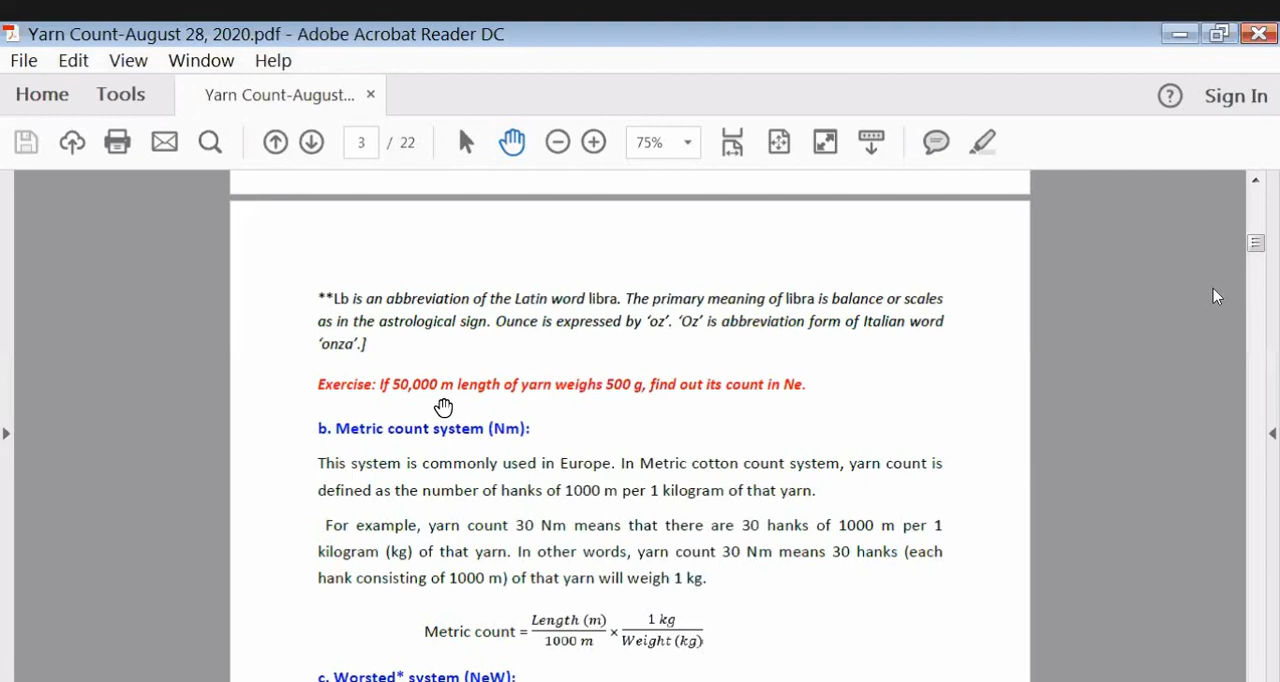 Yarn Count-August 28, 2020.pdf - Adobe Acrobat Reader DC
File Edit View Window Help
Home Tools Yarn Count-August... × Sign In
3 / 22 75%
**Lb is an abbreviation of the Latin word libra. The primary meaning of libra is balance or scales
as in the astrological sign. Ounce is expressed by ‘oz’. ‘Oz’ is abbreviation form of Italian word
‘onza’.]
Exercise: If 50,000 m length of yarn weighs 500 g, find out its count in Ne.
b. Metric count system (Nm):
This system is commonly used in Europe. In Metric cotton count system, yarn count is
defined as the number of hanks of 1000 m per 1 kilogram of that yarn.
For example, yarn count 30 Nm means that there are 30 hanks of 1000 m per 1
kilogram (kg) of that yarn. In other words, yarn count 30 Nm means 30 hanks (each
hank consisting of 1000 m) of that yarn will weigh 1 kg.
Metric count = Length (m) / 1000 m × 1 kg / Weight (kg)
c. Worsted* system (NeW):